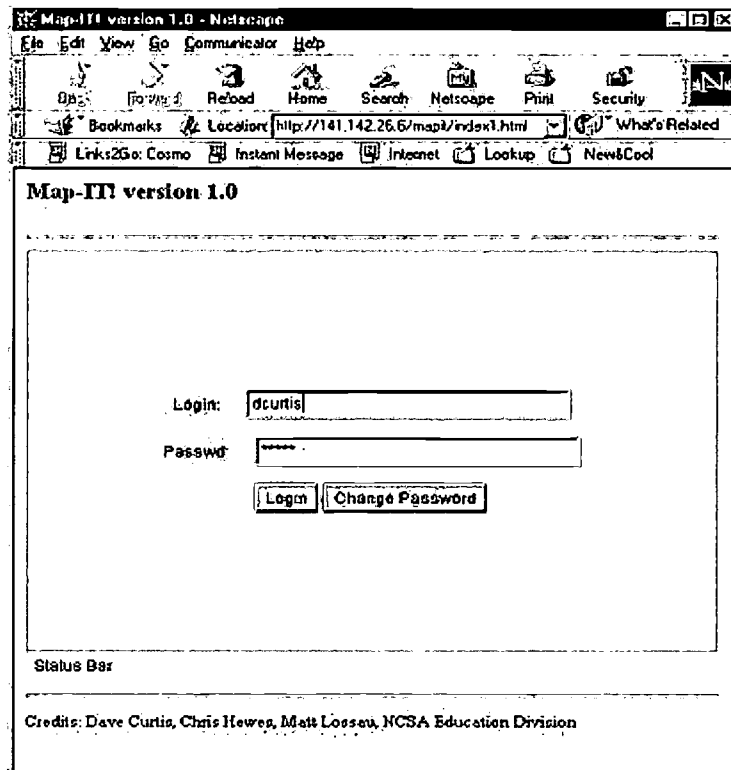 Map-IT! version 1.0 - Netscape
File Edit View Go Communicator Help
Back Forward Reload Home Search Netscape Print Security
Bookmarks Location: http://141.142.26.6/mapit/index1.html What's Related
Links2Go: Cosmo Instant Message Internet Lookup New&Cool
Map-IT! version 1.0
Login: dcurtis
Passwd: *****
Login Change Password
Status Bar
Credits: Dave Curtis, Chris Hewes, Matt Lossau, NCSA Education Division